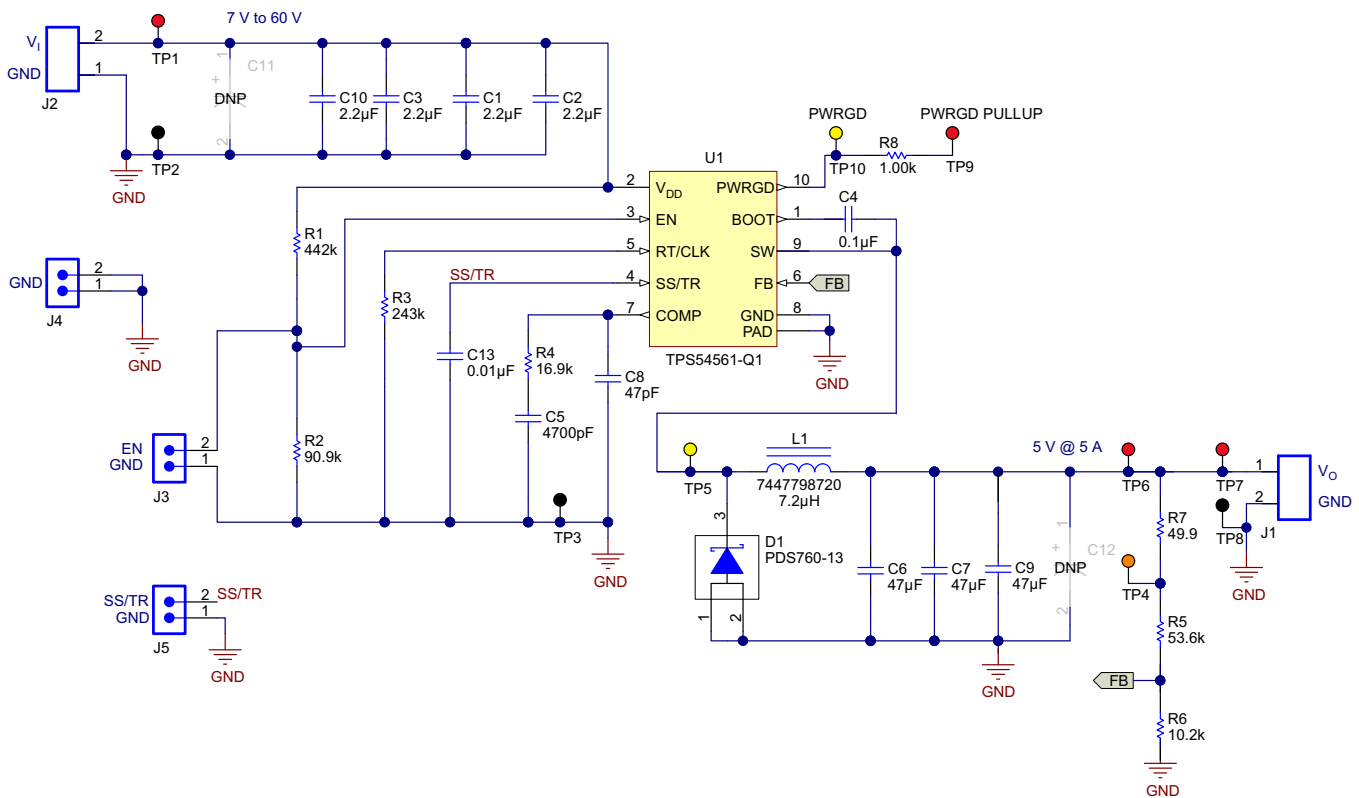 7 V to 60 V
V_I
2
GND
1
J2
TP1
TP2
GND
1
C11
+
DNP
2
C10
2.2µF
C3
2.2µF
C1
2.2µF
C2
2.2µF
PWRGD
PWRGD PULLUP
TP10
R8
1.00k
TP9
U1
2
V_DD
3
EN
5
RT/CLK
4
SS/TR
7
COMP
PWRGD
10
BOOT
1
SW
9
FB
6
FB
GND
8
PAD
TPS54561-Q1
GND
C4
0.1µF
R1
442k
R3
243k
SS/TR
C13
0.01µF
R4
16.9k
C5
4700pF
C8
47pF
R2
90.9k
TP3
GND
GND
2
1
J4
GND
EN
2
GND
1
J3
SS/TR
2
SS/TR
GND
1
J5
GND
TP5
L1
7447798720
7.2µH
3
D1
PDS760-13
1
2
C6
47µF
C7
47µF
C9
47µF
GND
5 V @ 5 A
1
C12
+
DNP
2
TP6
TP7
1
V_O
2
GND
J1
TP8
GND
R7
49.9
TP4
R5
53.6k
FB
R6
10.2k
GND